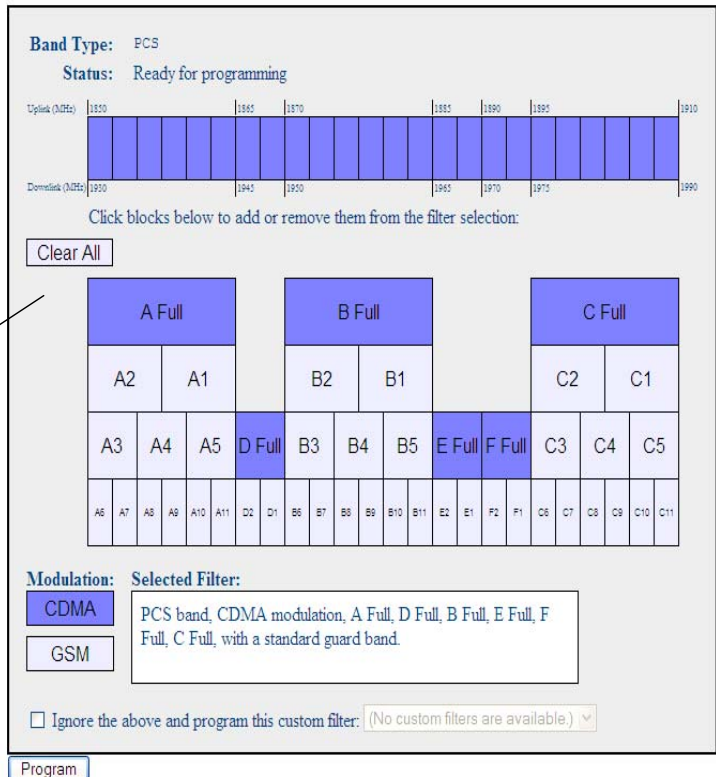 Band Type: PCS
Status: Ready for programming
Uplink (MHz) 1850 1865 1870 1885 1890 1895 1910
Downlink (MHz) 1930 1945 1950 1965 1970 1975 1990
Click blocks below to add or remove them from the filter selection:
Clear All
A Full B Full C Full
A2 A1 B2 B1 C2 C1
A3 A4 A5 D Full B3 B4 B5 E Full F Full C3 C4 C5
A6 A7 A8 A9 A10 A11 D2 D1 B6 B7 B8 B9 B10 B11 E2 E1 F2 F1 C6 C7 C8 C9 C10 C11
Modulation: Selected Filter:
CDMA
GSM
PCS band, CDMA modulation, A Full, D Full, B Full, E Full, F
Full, C Full, with a standard guard band.
Ignore the above and program this custom filter: (No custom filters are available.)
Program